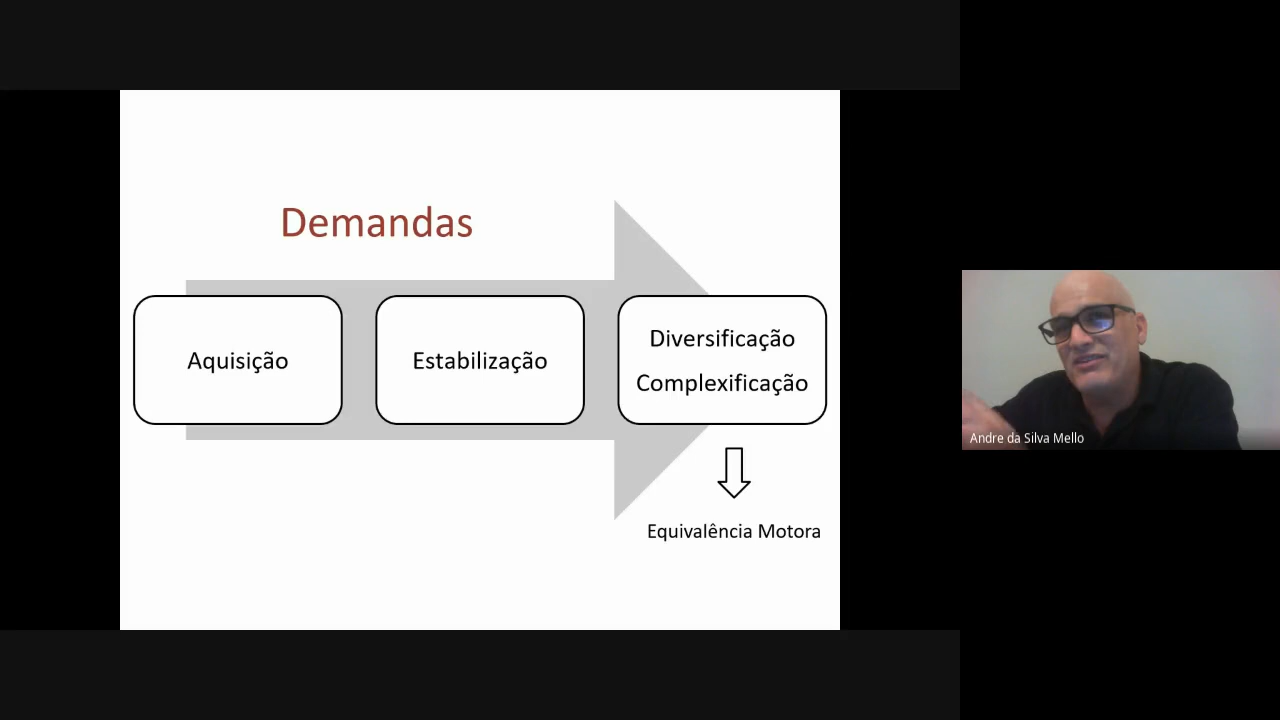 Demandas
Aquisição
Estabilização
Diversificação
Complexificação
Equivalência Motora
Andre da Silva Mello